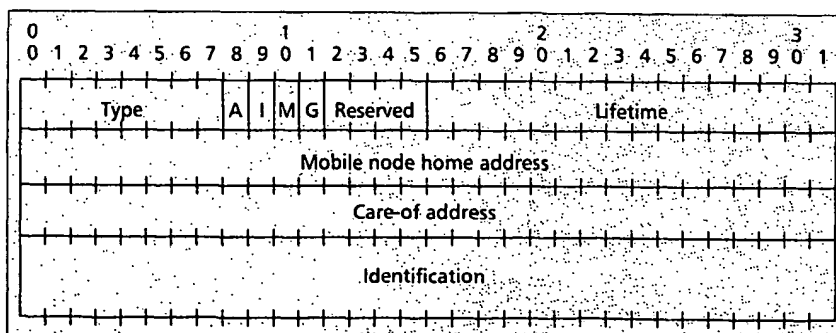 0 1 2 3
0 1 2 3 4 5 6 7 8 9 0 1 2 3 4 5 6 7 8 9 0 1 2 3 4 5 6 7 8 9 0 1
Type A I M G Reserved Lifetime
Mobile node home address
Care-of address
Identification